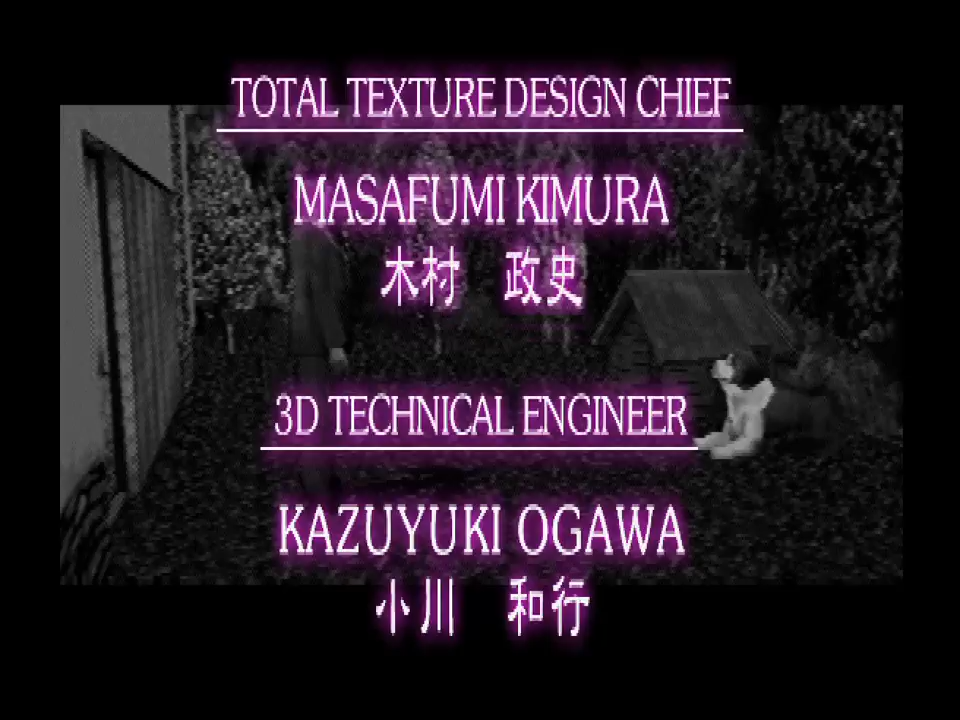 TOTAL TEXTURE DESIGN CHIEF
MASAFUMI KIMURA
木村　政史
3D TECHNICAL ENGINEER
KAZUYUKI OGAWA
小川　和行